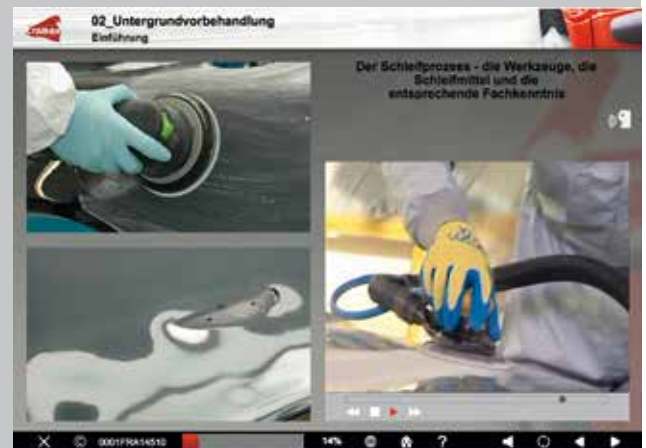 02_Untergrundvorbehandlung
Einführung
Der Schleifprozess - die Werkzeuge, die
Schleifmittel und die
entsprechende Fachkenntnis
© 0001FRA14510
14%
?